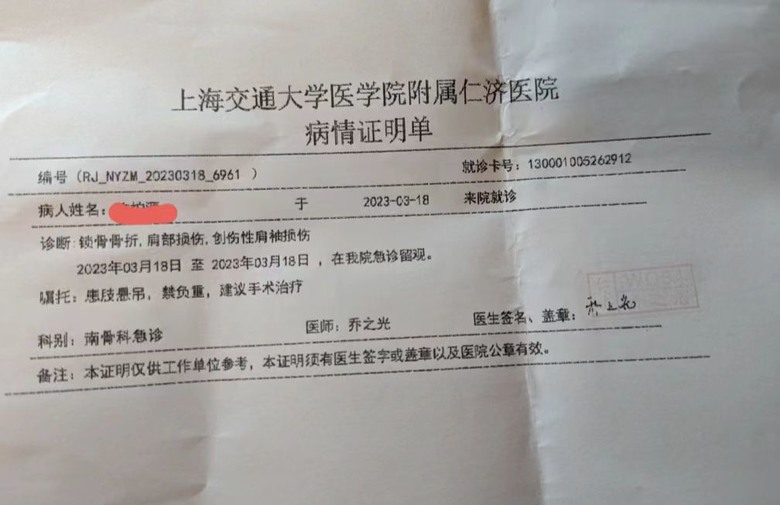 上海交通大学医学院附属仁济医院
病情证明单
编号（RJ_NYZM_20230318_6961 ） 就诊卡号：130001005262912
病人姓名： 于 2023-03-18 来院就诊
诊断:锁骨骨折,肩部损伤,创伤性肩袖损伤
2023年03月18日 至 2023年03月18日 ，在我院急诊留观。
嘱托：患肢悬吊，禁负重，建议手术治疗
科别：南骨科急诊 医师：乔之光 医生签名、盖章：乔之光
备注：本证明仅供工作单位参考，本证明须有医生签字或盖章以及医院公章有效。